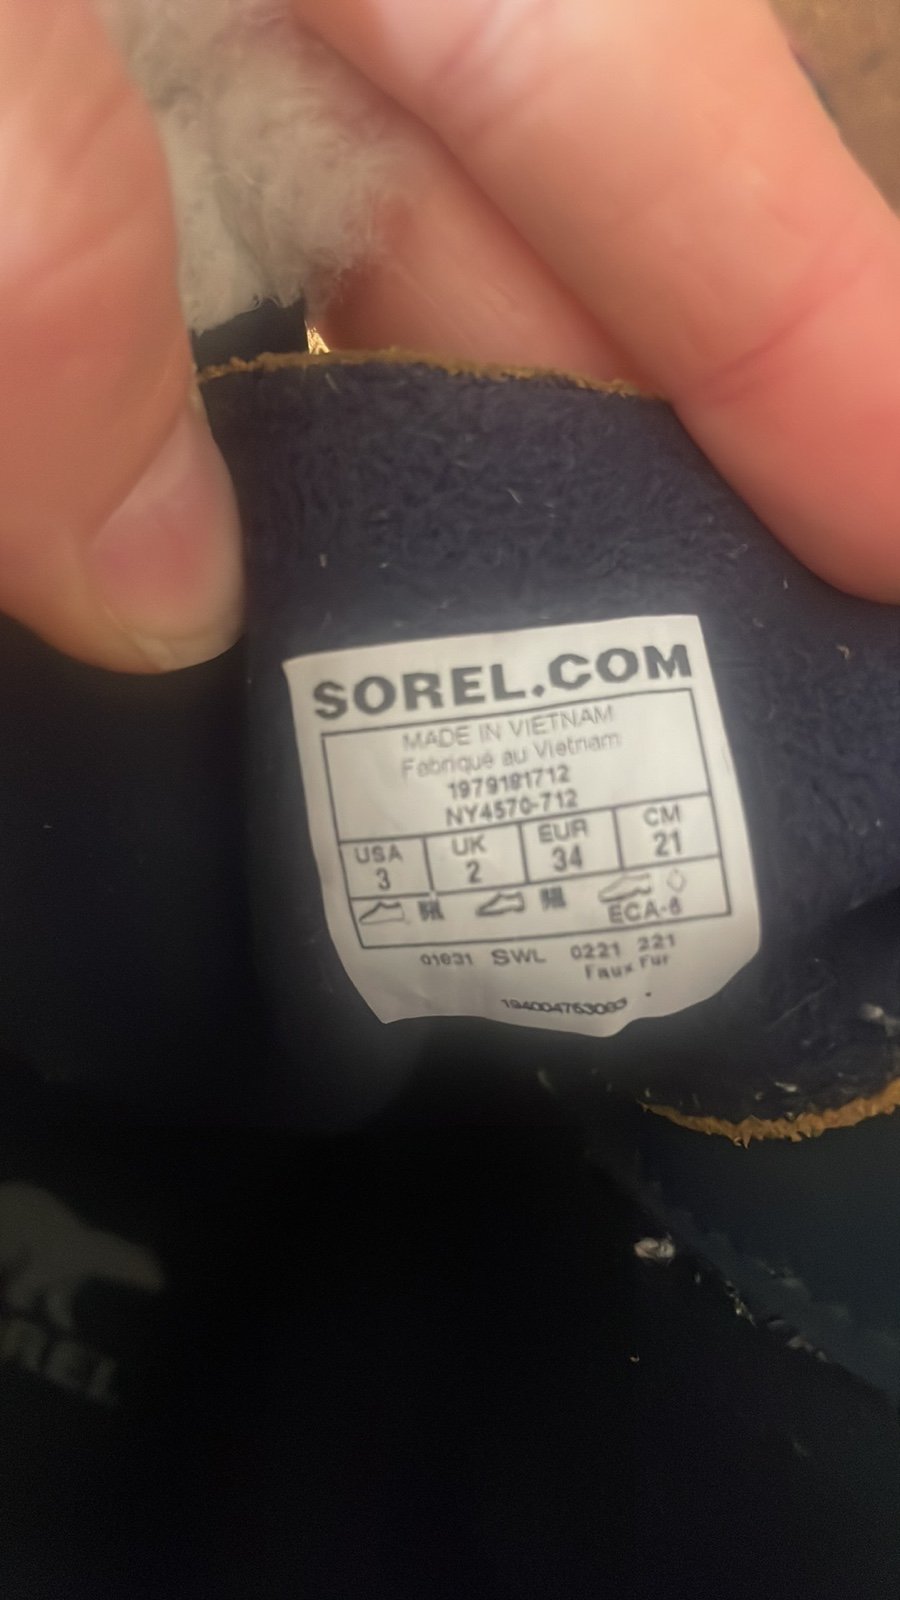 SOREL.COM
MADE IN VIETNAM
Fabriqué au Vietnam
1979181712
NY4570-712
USA UK EUR CM
3 2 34 21
ECA-6
01831 SWL 0221 221
Faux Fur